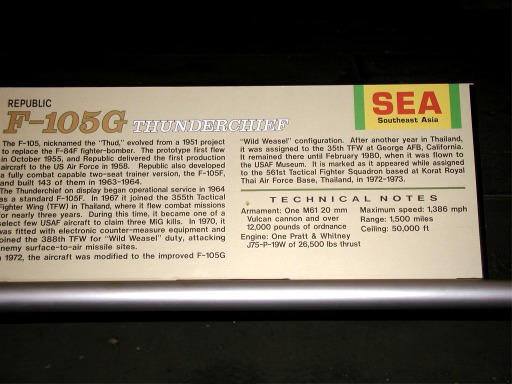 REPUBLIC
F-105G THUNDERCHIEF
The F-105, nicknamed the "Thud," evolved from a 1951 project
to replace the F-84F fighter-bomber. The prototype first flew
in October 1955, and Republic delivered the first production
aircraft to the US Air Force in 1958. Republic also developed
a fully combat capable two-seat trainer version, the F-105F,
and built 143 of them in 1963-1964.
The Thunderchief on display began operational service in 1964
as a standard F-105F. In 1967 it joined the 355th Tactical
Fighter Wing (TFW) in Thailand, where it flew combat missions
for nearly three years. During this time, it became one of a
select few USAF aircraft to claim three MiG kills. In 1970, it
was fitted with electronic counter-measure equipment and
joined the 388th TFW for "Wild Weasel" duty, attacking
enemy surface-to-air missile sites.
In 1972, the aircraft was modified to the improved F-105G
SEA
Southeast Asia
"Wild Weasel" configuration. After another year in Thailand,
it was assigned to the 35th TFW at George AFB, California.
It remained there until February 1980, when it was flown to
the USAF Museum. It is marked as it appeared while assigned
to the 561st Tactical Fighter Squadron based at Korat Royal
Thai Air Force Base, Thailand, in 1972-1973.
TECHNICAL NOTES
Armament: One M61 20 mm
Vulcan cannon and over
12,000 pounds of ordnance
Engine: One Pratt & Whitney
J75-P-19W of 26,500 lbs thrust
Maximum speed: 1,386 mph
Range: 1,500 miles
Ceiling: 50,000 ft